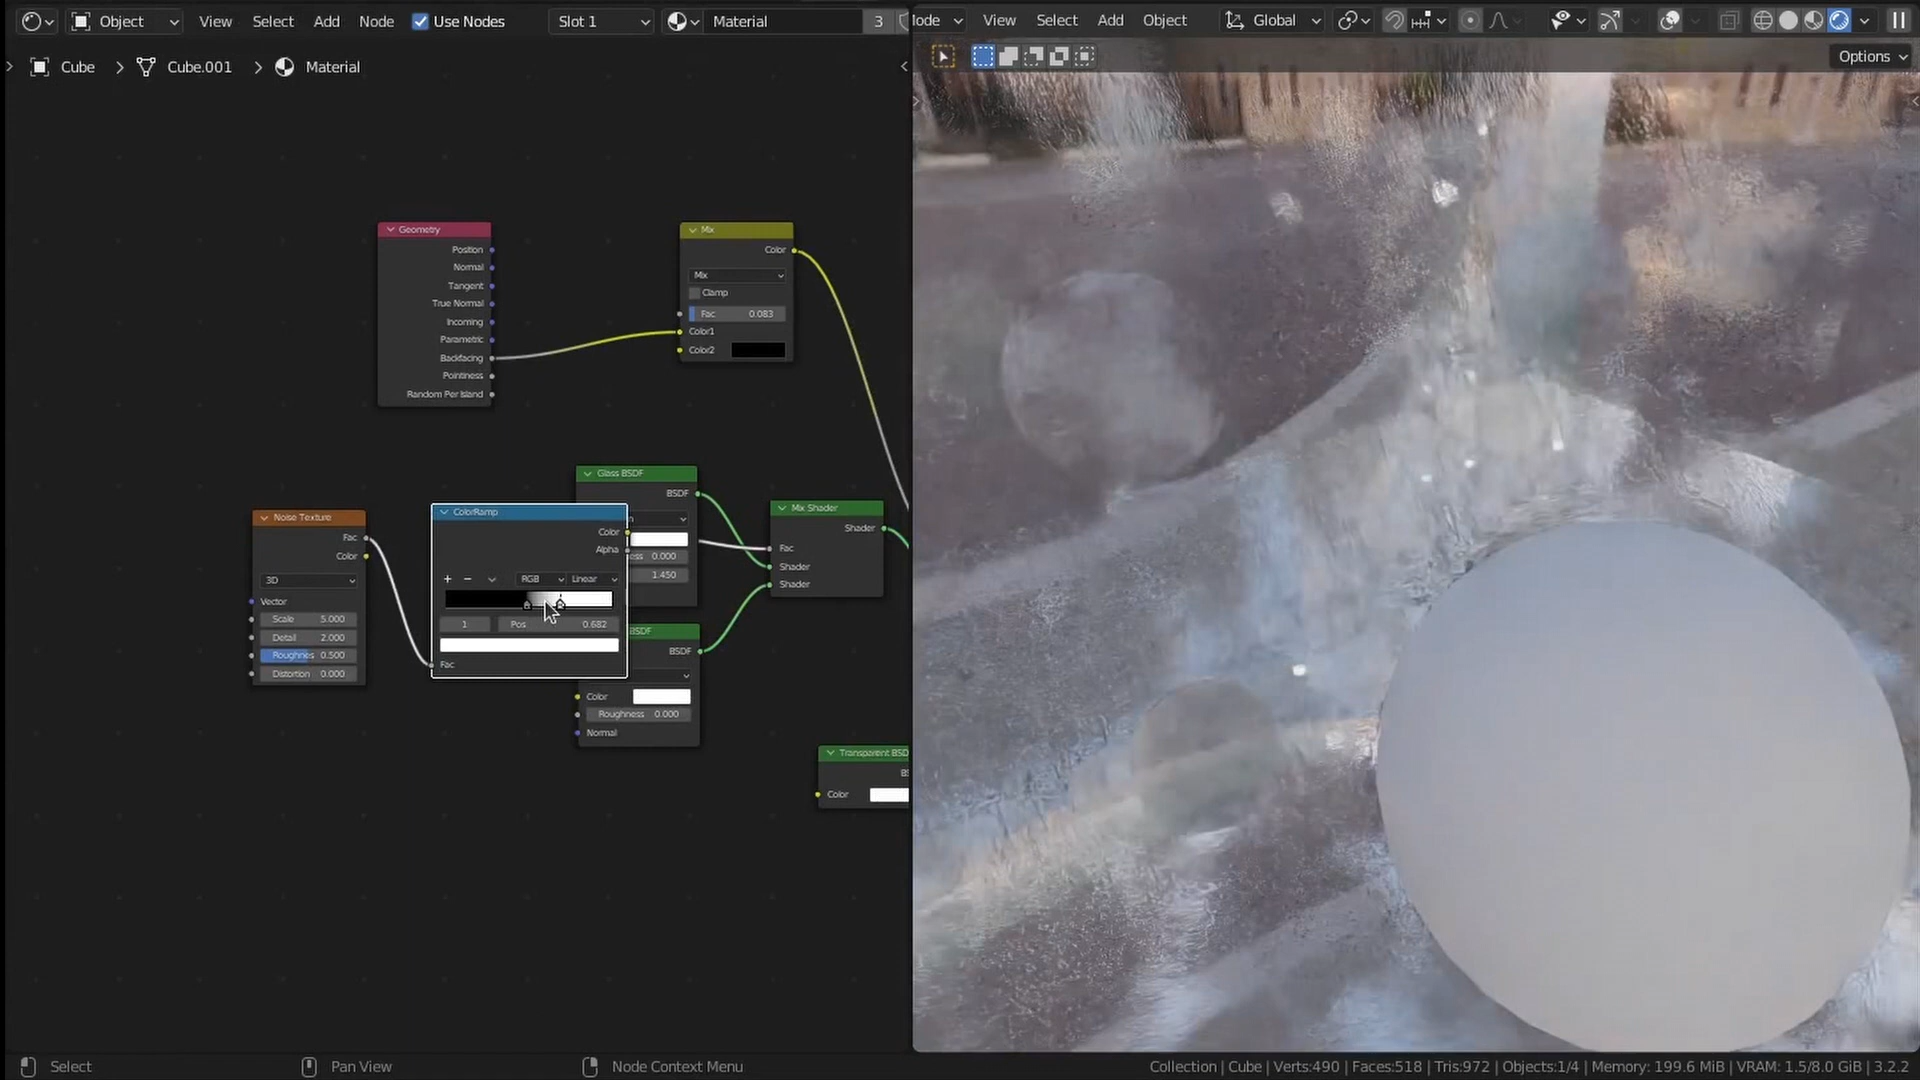 Object View Select Add Node Use Nodes Slot 1 Material 3
Mode View Select Add Object Global
Options
Cube Cube.001 Material
Geometry
Position
Normal
Tangent
True Normal
Incoming
Parametric
Backfacing
Pointiness
Random Per Island
Mix
Color
Mix
Clamp
Fac 0.083
Color1
Color2
Noise Texture
Fac
Color
3D
Vector
Scale 5.000
Detail 2.000
Roughnes 0.500
Distortion 0.000
ColorRamp
Color
Alpha
+ − RGB Linear
1 Pos 0.682
Fac
Glass BSDF
BSDF
n
ess 0.000
1.450
BSDF
BSDF
Color
Roughness 0.000
Normal
Mix Shader
Shader
Fac
Shader
Shader
Transparent BSD
BS
Color
Select Pan View Node Context Menu
Collection | Cube | Verts:490 | Faces:518 | Tris:972 | Objects:1/4 | Memory: 199.6 MiB | VRAM: 1.5/8.0 GiB | 3.2.2